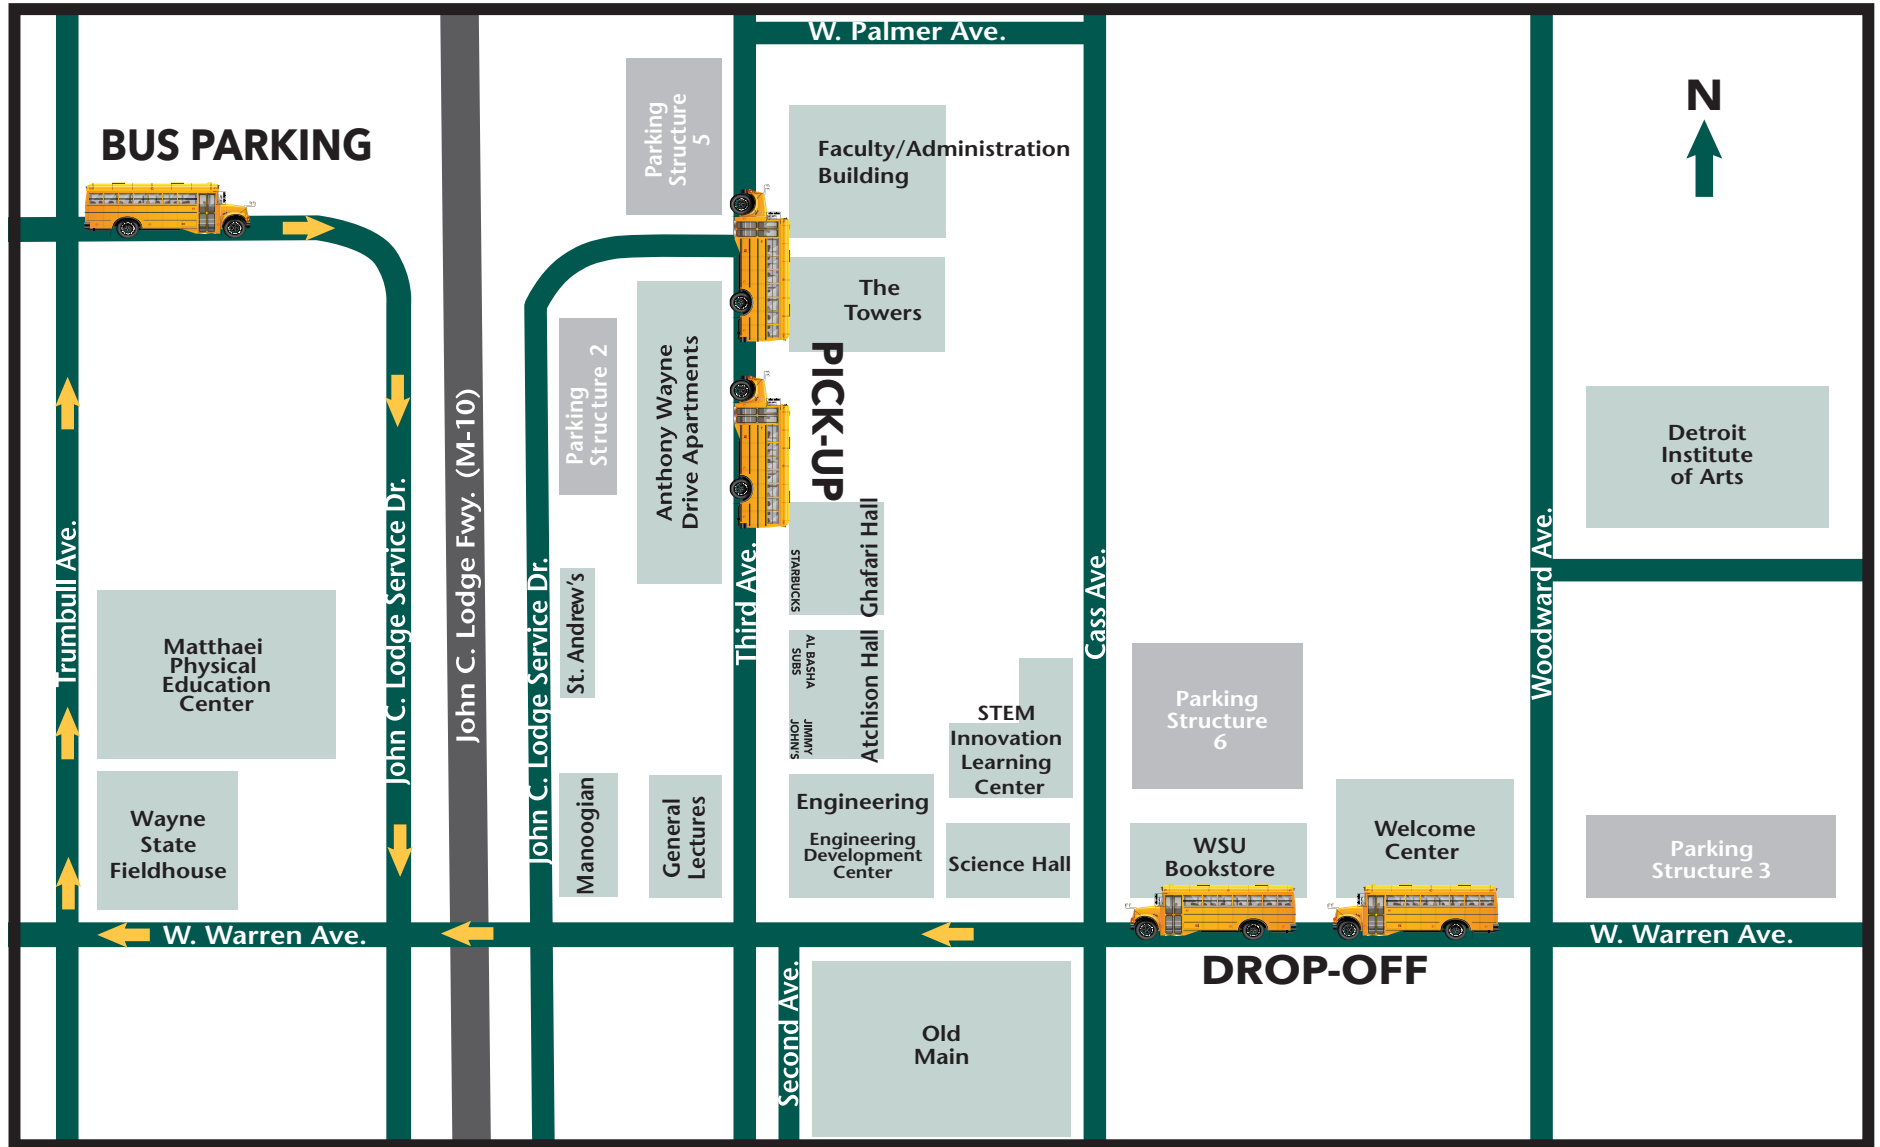 W. Palmer Ave.
N
BUS PARKING
Parking
Structure
5
Faculty/Administration
Building
The
Towers
PICK-UP
Parking
Structure 2
Anthony Wayne
Drive Apartments
Detroit
Institute
of Arts
Trumbull Ave.
John C. Lodge Service Dr.
John C. Lodge Fwy. (M-10)
John C. Lodge Service Dr.
St. Andrew's
Third Ave.
STARBUCKS
Ghafari Hall
AL BASHA
SUBS
JIMMY
JOHN'S
Atchison Hall
Cass Ave.
Woodward Ave.
Matthaei
Physical
Education
Center
STEM
Innovation
Learning
Center
Parking
Structure
6
Wayne
State
Fieldhouse
Manoogian
General
Lectures
Engineering
Engineering
Development
Center
Science Hall
WSU
Bookstore
Welcome
Center
Parking
Structure 3
W. Warren Ave.
W. Warren Ave.
DROP-OFF
Second Ave.
Old
Main